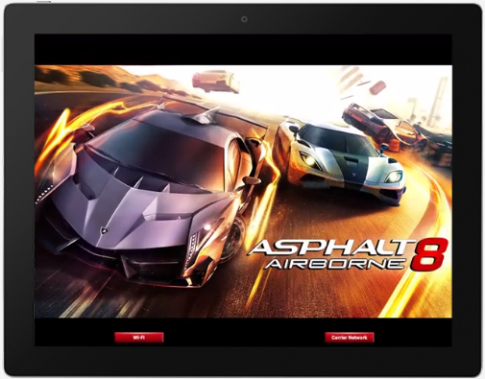 ASPHALT 8
AIRBORNE
Wi-Fi
Carrier Network